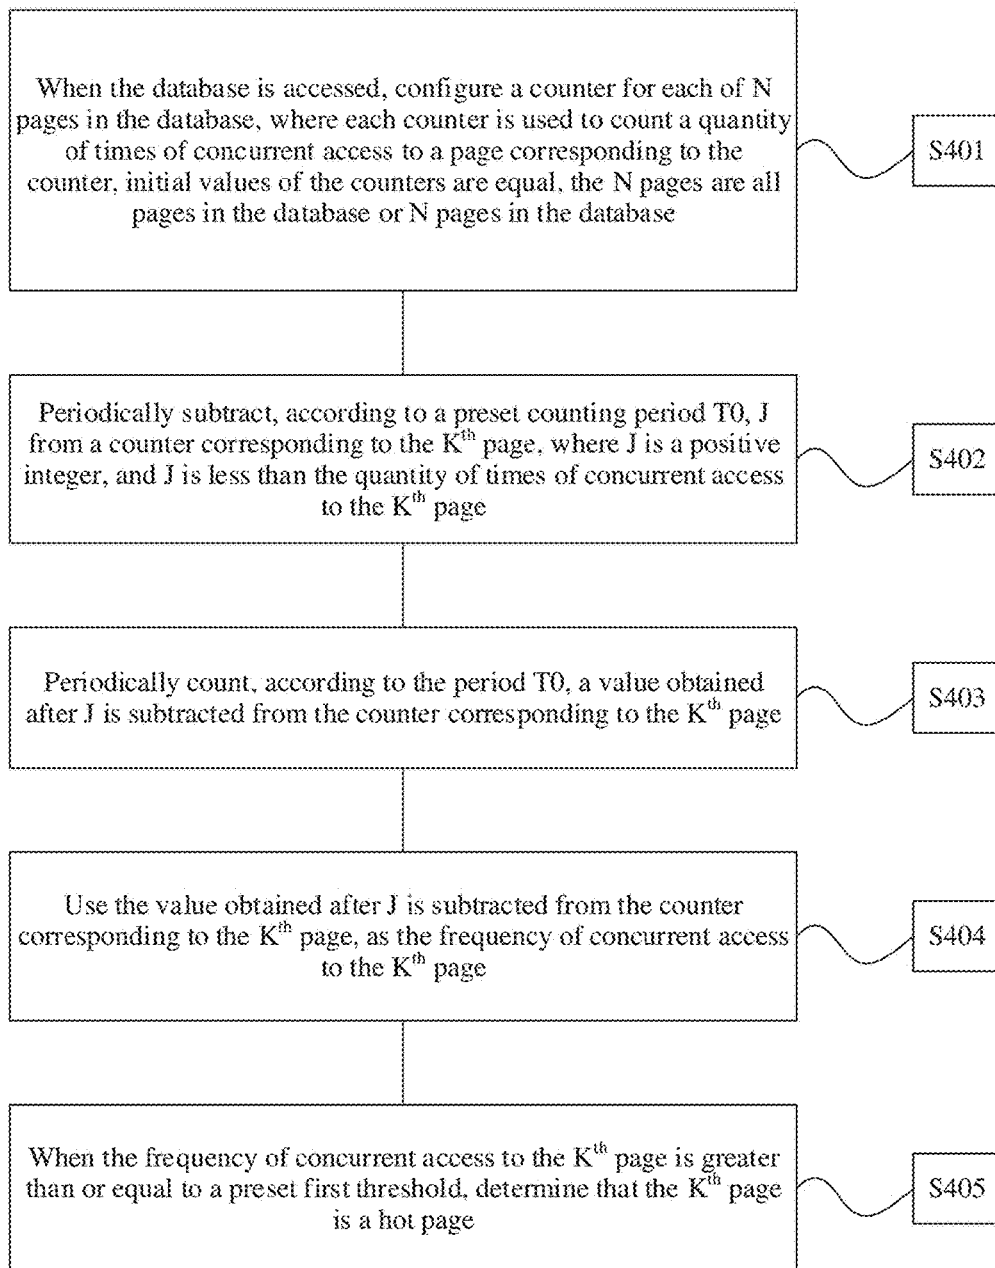 When the database is accessed, configure a counter for each of N
pages in the database, where each counter is used to count a quantity
of times of concurrent access to a page corresponding to the
counter, initial values of the counters are equal, the N pages are all
pages in the database or N pages in the database
S401
Periodically subtract, according to a preset counting period T0, J
from a counter corresponding to the Kth page, where J is a positive
integer, and J is less than the quantity of times of concurrent access
to the Kth page
S402
Periodically count, according to the period T0, a value obtained
after J is subtracted from the counter corresponding to the Kth page
S403
Use the value obtained after J is subtracted from the counter
corresponding to the Kth page, as the frequency of concurrent access
to the Kth page
S404
When the frequency of concurrent access to the Kth page is greater
than or equal to a preset first threshold, determine that the Kth page
is a hot page
S405